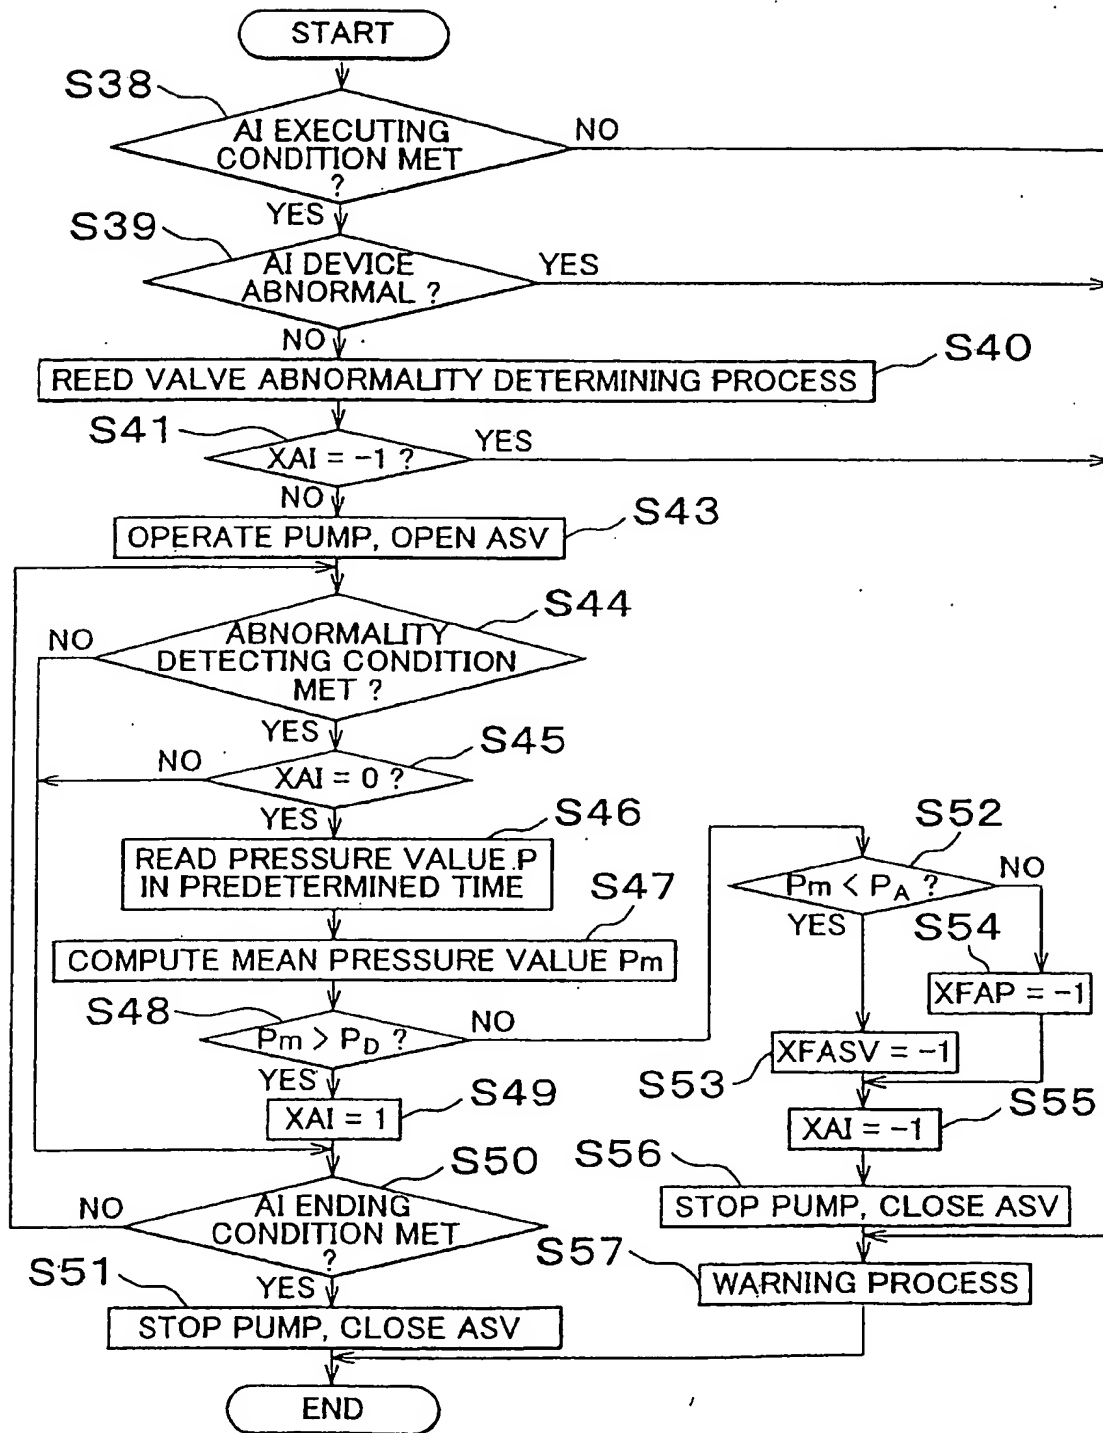 START
S38
AI EXECUTING
CONDITION MET
?
NO
YES
S39
AI DEVICE
ABNORMAL ?
YES
NO
S40
REED VALVE ABNORMALITY DETERMINING PROCESS
S41
XAI = -1 ?
YES
NO
S43
OPERATE PUMP, OPEN ASV
S44
ABNORMALITY
DETECTING CONDITION
MET ?
NO
YES
S45
XAI = 0 ?
NO
YES
S46
READ PRESSURE VALUE P
IN PREDETERMINED TIME
S47
COMPUTE MEAN PRESSURE VALUE Pm
S48
Pm > PD ?
NO
YES
S49
XAI = 1
S50
AI ENDING
CONDITION MET
?
NO
YES
S51
STOP PUMP, CLOSE ASV
S52
Pm < PA ?
NO
YES
S54
XFAP = -1
XFASV = -1
S53
S55
XAI = -1
S56
STOP PUMP, CLOSE ASV
S57
WARNING PROCESS
END